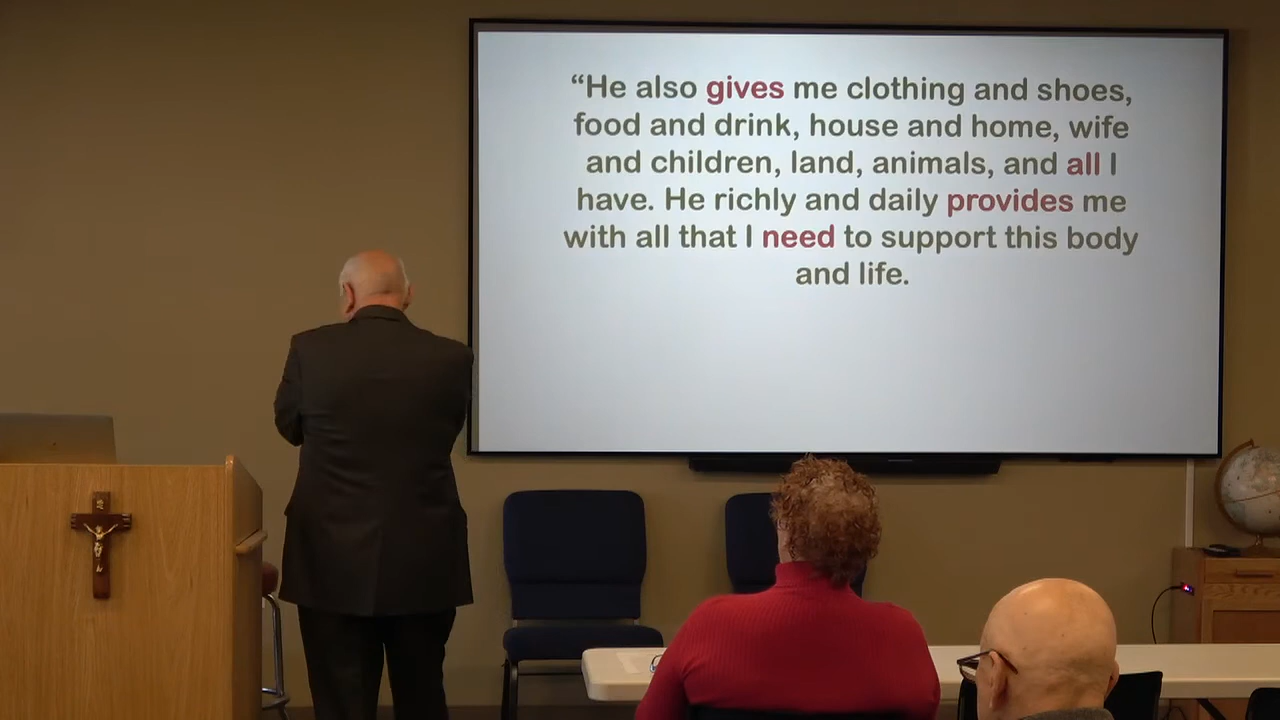 “He also gives me clothing and shoes,
food and drink, house and home, wife
and children, land, animals, and all I
have. He richly and daily provides me
with all that I need to support this body
and life.